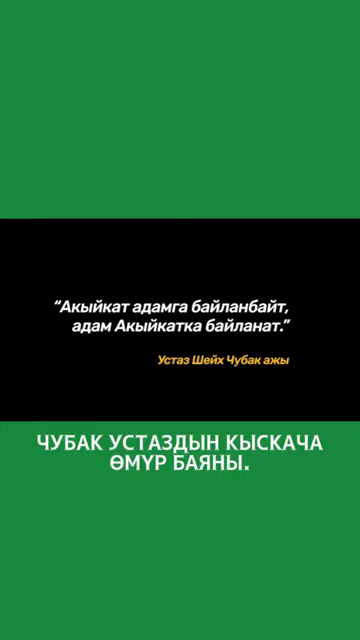 “Акыйкат адамга байланбайт,
адам Акыйкатка байланат.”
Устаз Шейх Чубак ажы
ЧУБАК УСТАЗДЫН КЫСКАЧА
ӨМҮР БАЯНЫ.